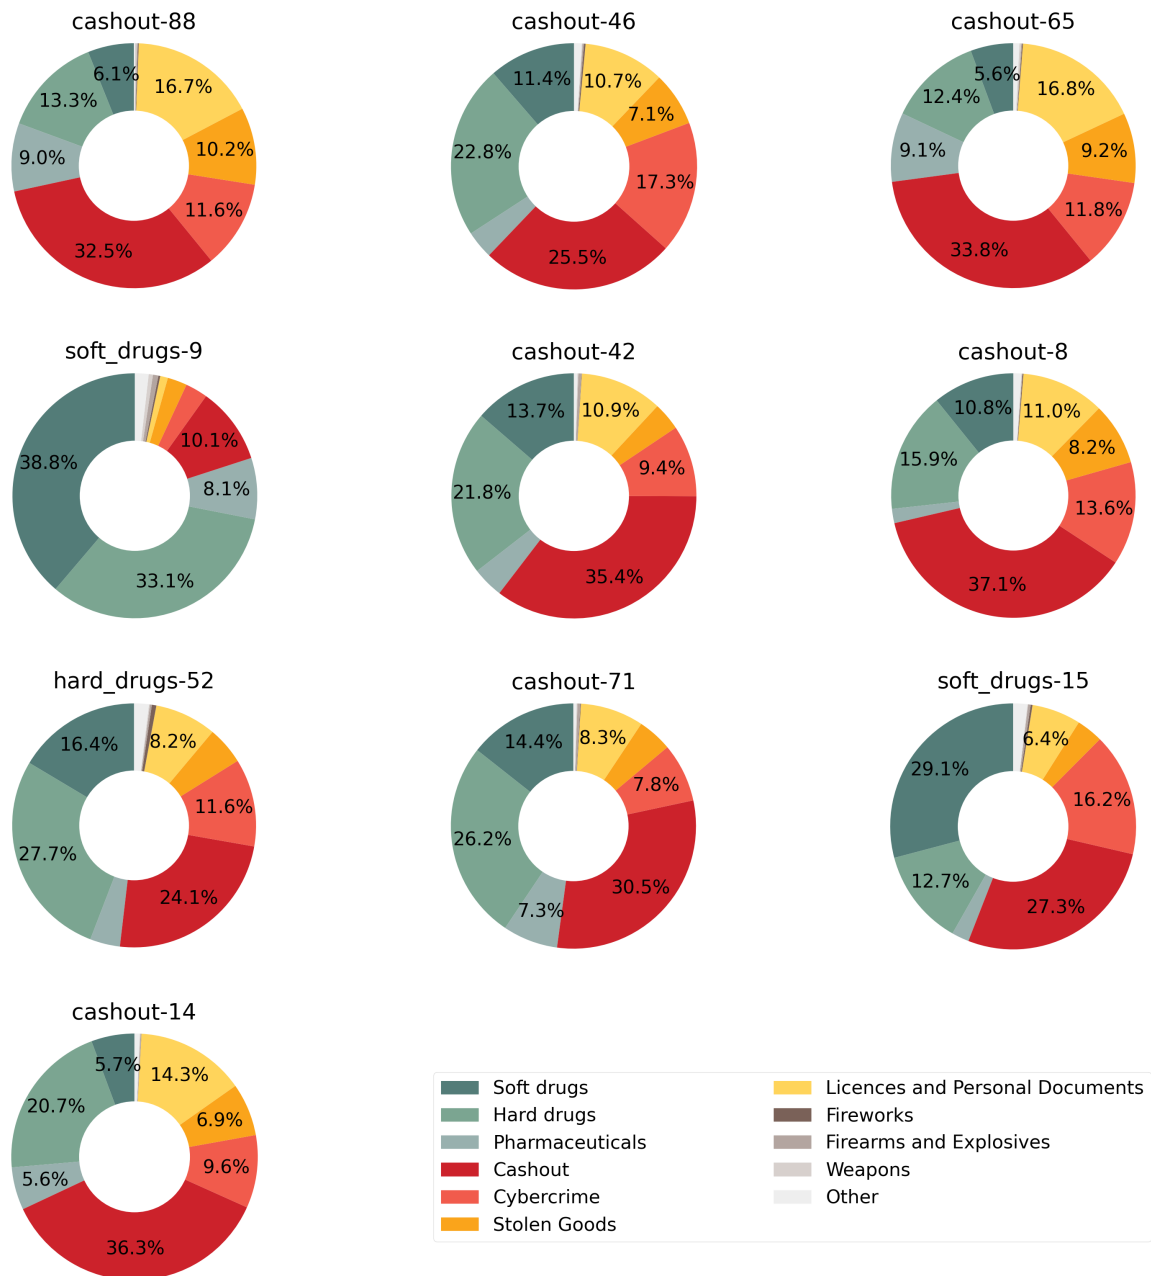 cashout-88
6.1%
16.7%
13.3%
10.2%
9.0%
11.6%
32.5%
cashout-46
11.4%
10.7%
7.1%
22.8%
17.3%
25.5%
cashout-65
5.6%
16.8%
12.4%
9.1%
9.2%
11.8%
33.8%
soft_drugs-9
10.1%
38.8%
8.1%
33.1%
cashout-42
13.7%
10.9%
9.4%
21.8%
35.4%
cashout-8
10.8%
11.0%
8.2%
15.9%
13.6%
37.1%
hard_drugs-52
16.4%
8.2%
11.6%
27.7%
24.1%
cashout-71
14.4%
8.3%
7.8%
26.2%
30.5%
7.3%
soft_drugs-15
6.4%
29.1%
16.2%
12.7%
27.3%
cashout-14
5.7%
14.3%
20.7%
6.9%
9.6%
5.6%
36.3%
Soft drugs
Hard drugs
Pharmaceuticals
Cashout
Cybercrime
Stolen Goods
Licences and Personal Documents
Fireworks
Firearms and Explosives
Weapons
Other